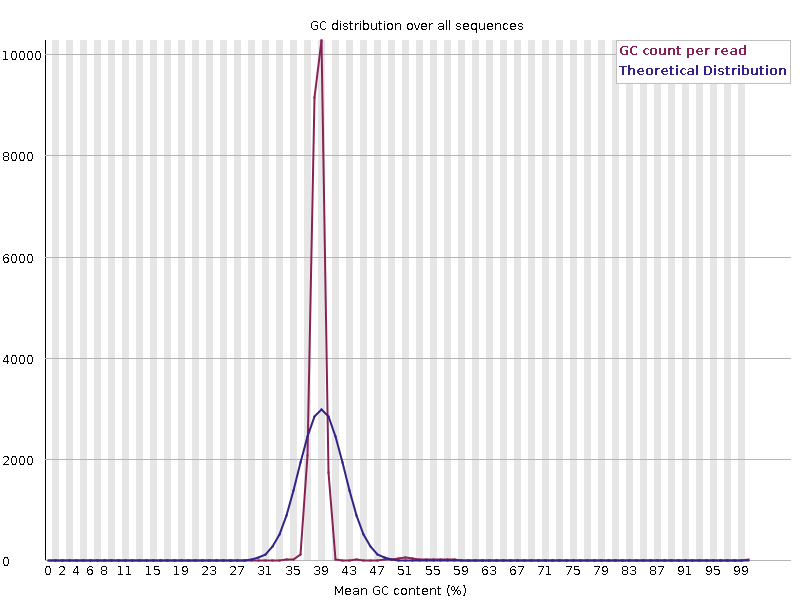 GC distribution over all sequences
GC count per read
Theoretical Distribution
10000
8000
6000
4000
2000
0
0 2 4 6 8 11 15 19 23 27 31 35 39 43 47 51 55 59 63 67 71 75 79 83 87 91 95 99
Mean GC content (%)